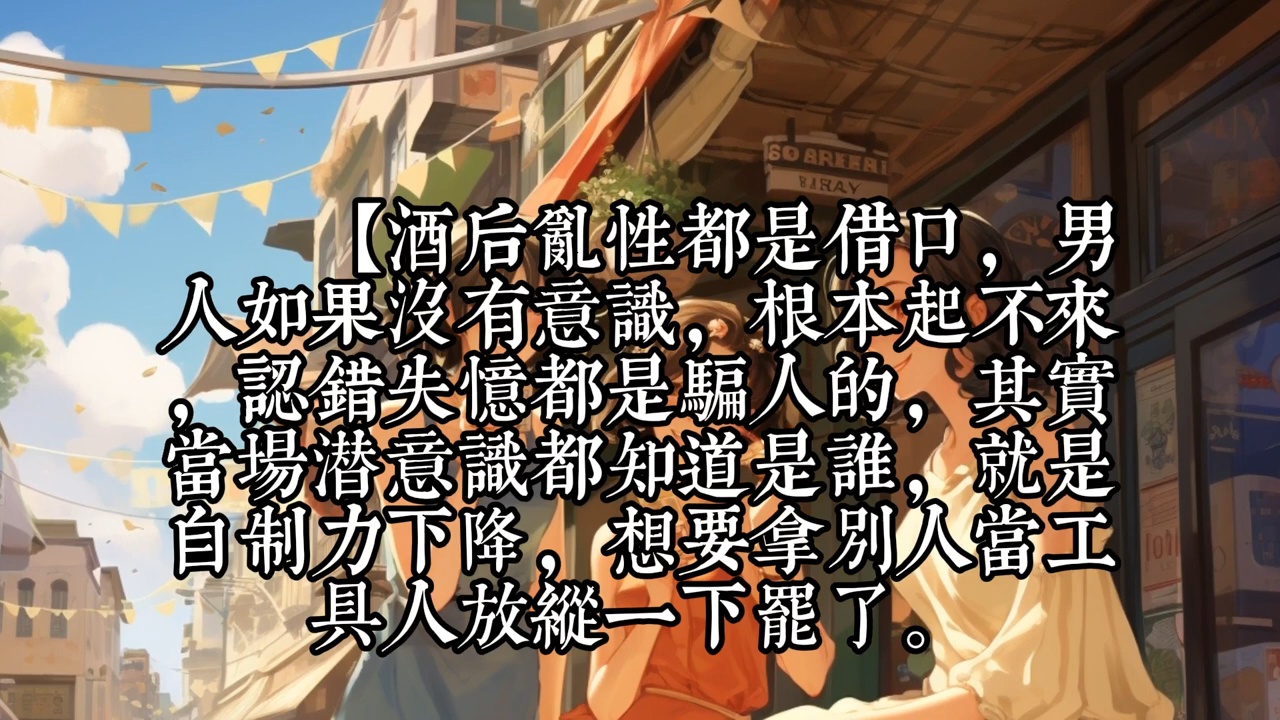 【酒后亂性都是借口，男
人如果沒有意識，根本起不來
，認錯失憶都是騙人的，其實
當場潜意識都知道是誰，就是
自制力下降，想要拿別人當工
具人放縱一下罷了。